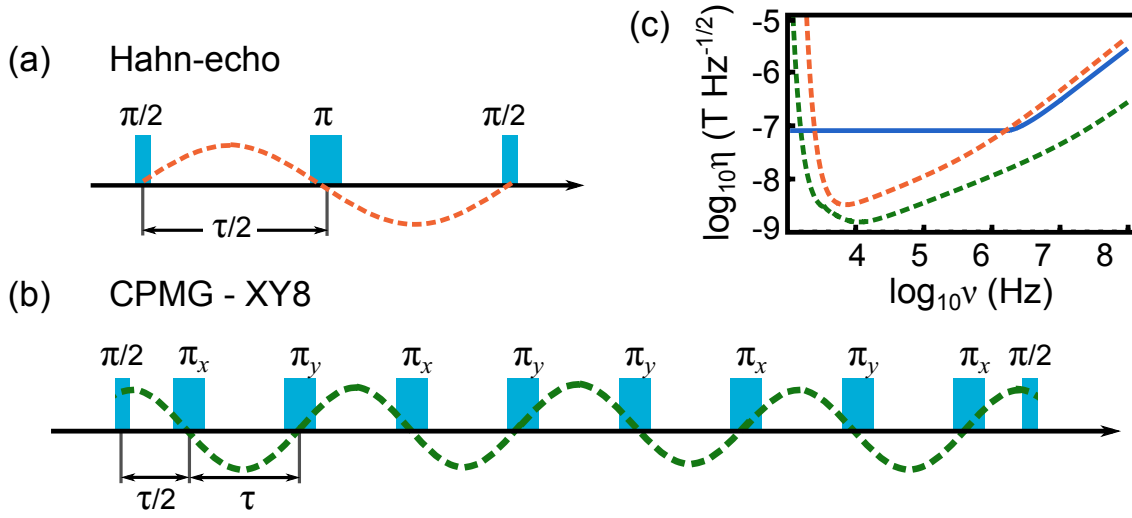 (a) Hahn-echo
π/2 π π/2
τ/2
(b) CPMG - XY8
π/2 πx πy πx πy πy πx πy πx π/2
τ/2 τ
(c)
log10η (T Hz-1/2)
-5
-6
-7
-8
-9
4 5 6 7 8
log10ν (Hz)